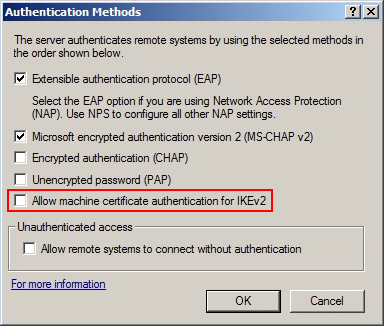 Authentication Methods
The server authenticates remote systems by using the selected methods in
the order shown below.
Extensible authentication protocol (EAP)
Select the EAP option if you are using Network Access Protection
(NAP). Use NPS to configure all other NAP settings.
Microsoft encrypted authentication version 2 (MS-CHAP v2)
Encrypted authentication (CHAP)
Unencrypted password (PAP)
Allow machine certificate authentication for IKEv2
Unauthenticated access
Allow remote systems to connect without authentication
For more information
OK
Cancel